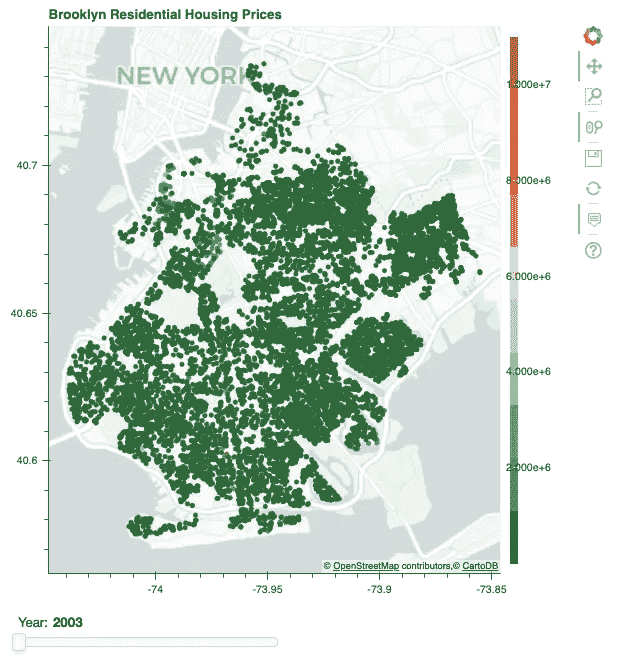 Brooklyn Residential Housing Prices
NEW YORK
1.000e+7
8.000e+6
6.000e+6
4.000e+6
2.000e+6
40.7
40.65
40.6
© OpenStreetMap contributors,© CartoDB
-74
-73.95
-73.9
-73.85
Year: 2003